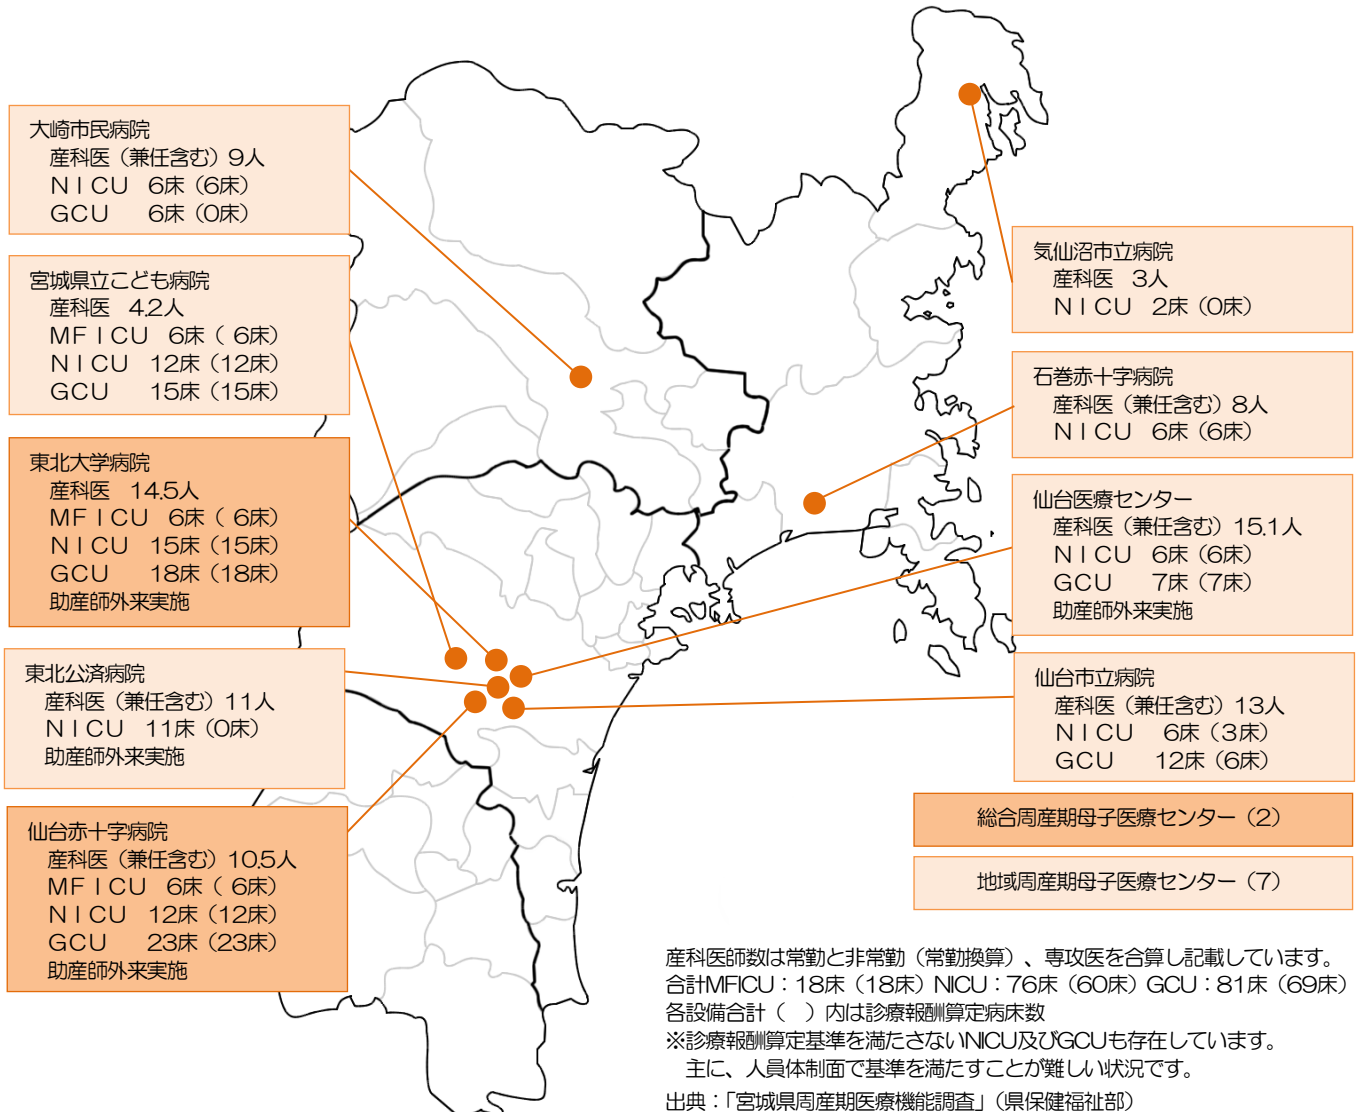 大崎市民病院
産科医（兼任含む）9人
ＮＩＣＵ　6床（6床）
ＧＣＵ　　6床（0床）
宮城県立こども病院
産科医　4.2人
ＭＦＩＣＵ　6床（ 6床）
ＮＩＣＵ　12床（12床）
ＧＣＵ　　15床（15床）
東北大学病院
産科医　14.5人
ＭＦＩＣＵ　6床（ 6床）
ＮＩＣＵ　15床（15床）
ＧＣＵ　　18床（18床）
助産師外来実施
東北公済病院
産科医（兼任含む）11人
ＮＩＣＵ　11床（0床）
助産師外来実施
仙台赤十字病院
産科医（兼任含む）10.5人
ＭＦＩＣＵ　6床（ 6床）
ＮＩＣＵ　12床（12床）
ＧＣＵ　　23床（23床）
助産師外来実施
気仙沼市立病院
産科医　3人
ＮＩＣＵ　2床（0床）
石巻赤十字病院
産科医（兼任含む）8人
ＮＩＣＵ　6床（6床）
仙台医療センター
産科医（兼任含む）15.1人
ＮＩＣＵ　6床（6床）
ＧＣＵ　　7床（7床）
助産師外来実施
仙台市立病院
産科医（兼任含む）13人
ＮＩＣＵ　　6床（3床）
ＧＣＵ　　12床（6床）
総合周産期母子医療センター（2）
地域周産期母子医療センター（7）
産科医師数は常勤と非常勤（常勤換算）、専攻医を合算し記載しています。
合計MFICU：18床（18床）NICU：76床（60床）GCU：81床（69床）
各設備合計（　）内は診療報酬算定病床数
※診療報酬算定基準を満たさないNICU及びGCUも存在しています。
主に、人員体制面で基準を満たすことが難しい状況です。
出典：「宮城県周産期医療機能調査」（県保健福祉部）